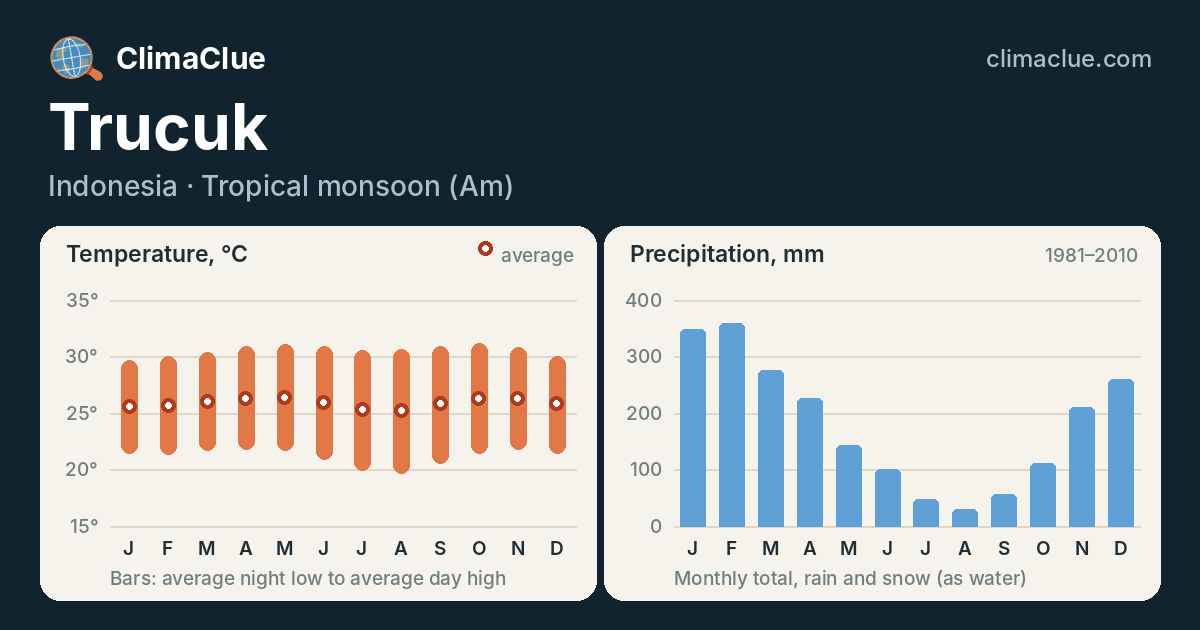 ClimaClue
climaclue.com
Trucuk
Indonesia · Tropical monsoon (Am)
Temperature, °C
average
35°
30°
25°
20°
15°
J F M A M J J A S O N D
Bars: average night low to average day high
Precipitation, mm
1981–2010
400
300
200
100
0
J F M A M J J A S O N D
Monthly total, rain and snow (as water)